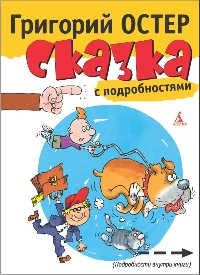 Григорий ОСТЕР
Сказка
с подробностями
(Подробности внутри книги)